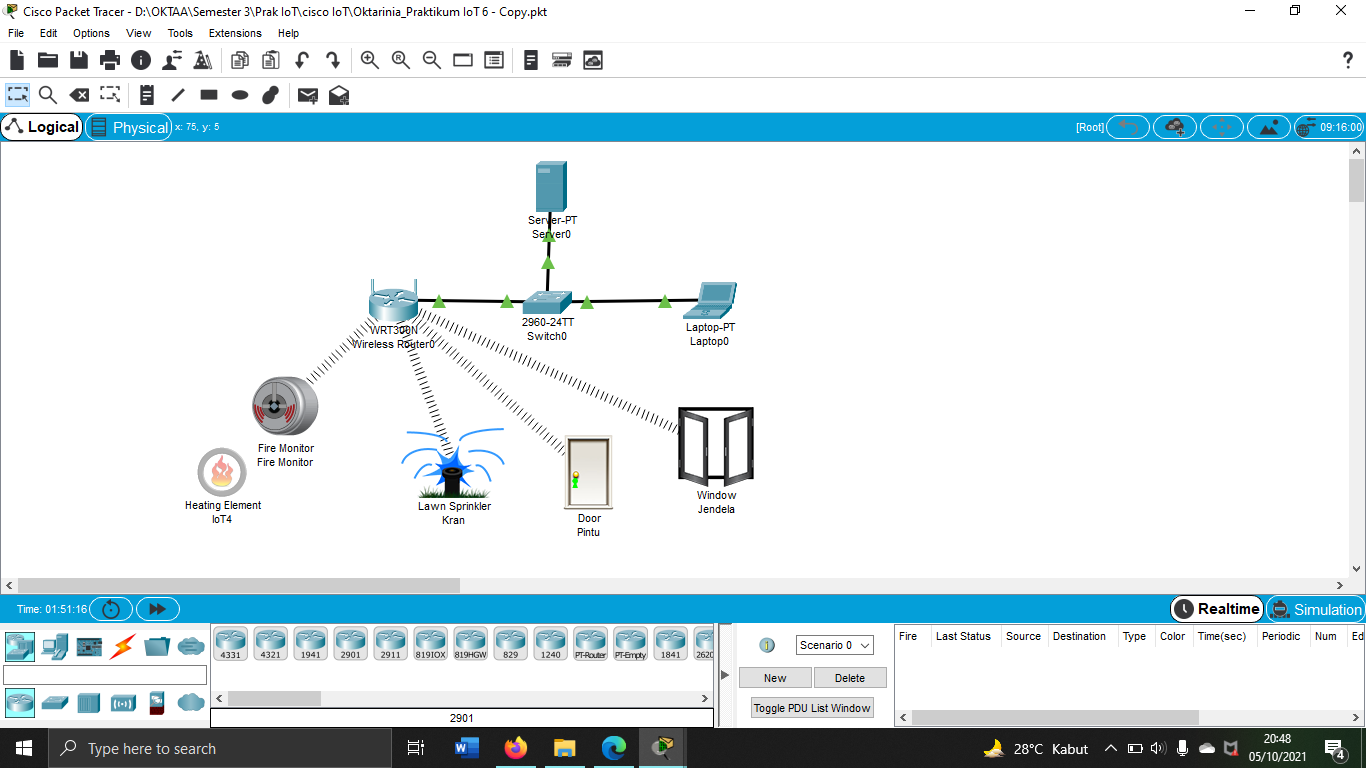 Cisco Packet Tracer - D:\OKTAA\Semester 3\Prak IoT\cisco IoT\Oktarinia_Praktikum IoT 6 - Copy.pkt
File Edit Options View Tools Extensions Help
Logical Physical x: 75, y: 5 [Root] 09:16:00
Server-PT
Server0
WRT300N
Wireless Router0
2960-24TT
Switch0
Laptop-PT
Laptop0
Fire Monitor
Fire Monitor
Heating Element
IoT4
Lawn Sprinkler
Kran
Door
Pintu
Window
Jendela
Time: 01:51:16 Realtime Simulation
4331 4321 1941 2901 2911 819IOX 819HGW 829 1240 PT-Router PT-Empty 1841 2620
2901
Scenario 0
New Delete
Toggle PDU List Window
Fire Last Status Source Destination Type Color Time(sec) Periodic Num Ed
Type here to search
28°C Kabut
20:48
05/10/2021
4